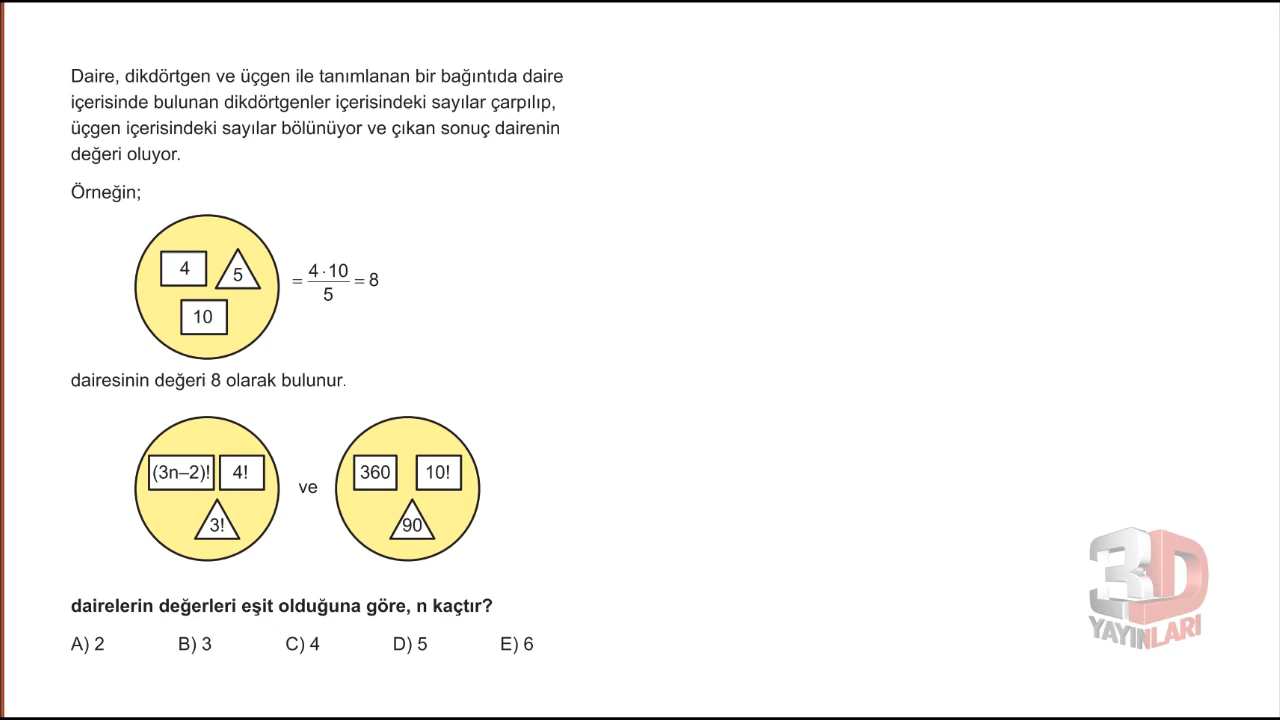 Daire, dikdörtgen ve üçgen ile tanımlanan bir bağıntıda daire
içerisinde bulunan dikdörtgenler içerisindeki sayılar çarpılıp,
üçgen içerisindeki sayılar bölünüyor ve çıkan sonuç dairenin
değeri oluyor.
Örneğin;
4
5
10
= 4·10 / 5 = 8
dairesinin değeri 8 olarak bulunur.
(3n–2)!
4!
3!
ve
360
10!
90
dairelerin değerleri eşit olduğuna göre, n kaçtır?
A) 2 B) 3 C) 4 D) 5 E) 6
3D
YAYINLARI